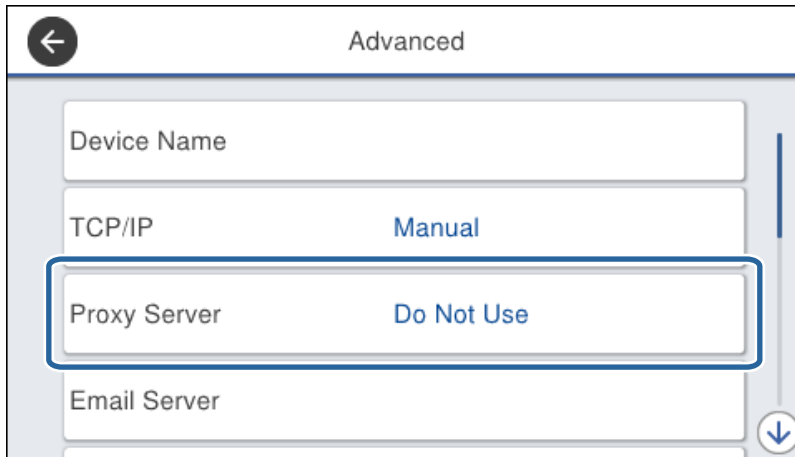 Advanced
Device Name
TCP/IP Manual
Proxy Server Do Not Use
Email Server